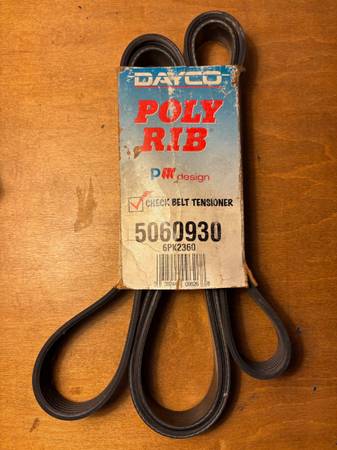 DAYCO
POLY
RIB®
design
CHECK BELT TENSIONER
5060930
6PK2360